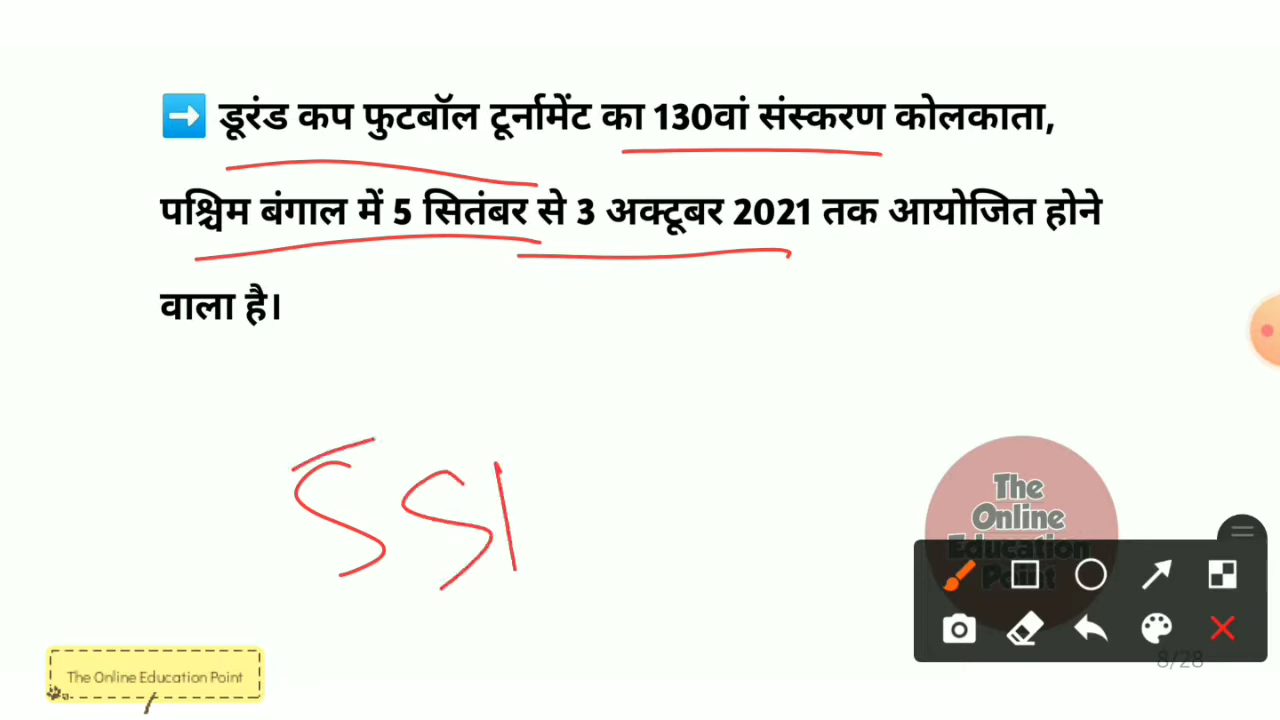 ➡️ डूरंड कप फुटबॉल टूर्नामेंट का 130वां संस्करण कोलकाता,
पश्चिम बंगाल में 5 सितंबर से 3 अक्टूबर 2021 तक आयोजित होने
वाला है।
SSI
The
Online
Education
Point
8/28
The Online Education Point